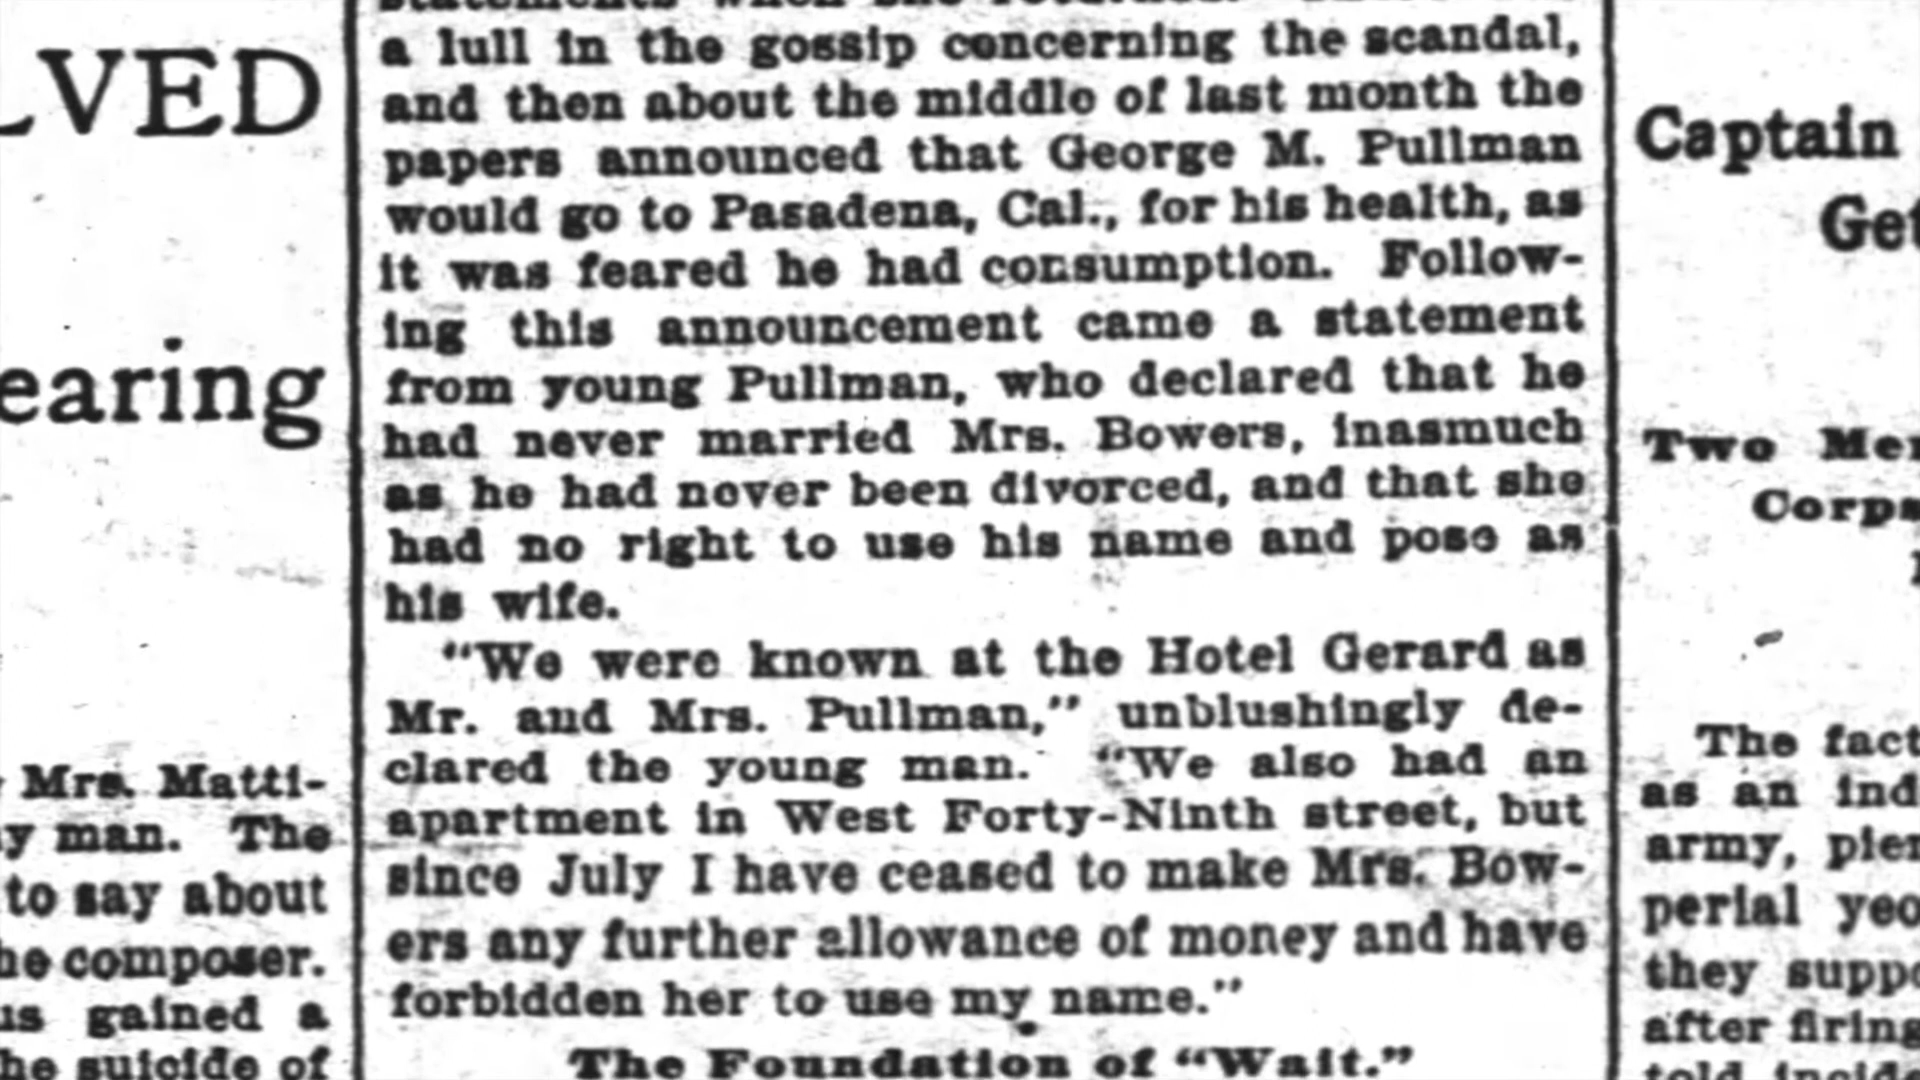 LVED
earing
Mrs. Matti-
y man. The
to say about
he composer.
us gained a
he suicide of
a lull in the gossip concerning the scandal,
and then about the middle of last month the
papers announced that George M. Pullman
would go to Pasadena, Cal., for his health, as
it was feared he had consumption. Follow-
ing this announcement came a statement
from young Pullman, who declared that he
had never married Mrs. Bowers, inasmuch
as he had never been divorced, and that she
had no right to use his name and pose as
his wife.
"We were known at the Hotel Gerard as
Mr. and Mrs. Pullman," unblushingly de-
clared the young man. "We also had an
apartment in West Forty-Ninth street, but
since July I have ceased to make Mrs. Bow-
ers any further allowance of money and have
forbidden her to use my name."
The Foundation of "Wait."
Captain
Get
Two Mer
Corps
The fact
as an ind
army, pier
perial yeo
they suppo
after firing
told incide